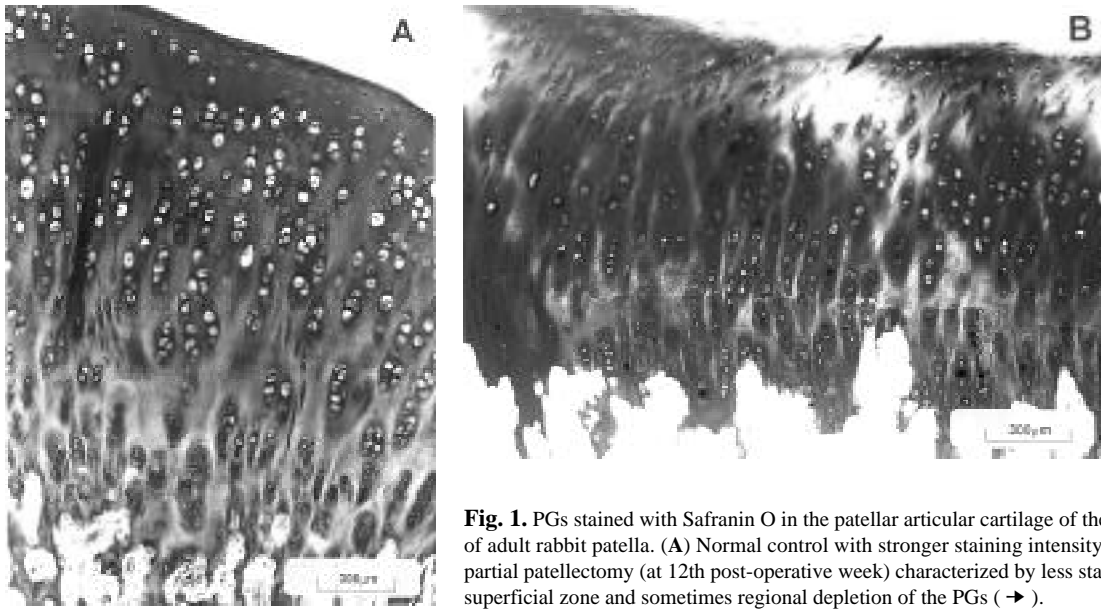 A
B
300µm
300µm
Fig. 1. PGs stained with Safranin O in the patellar articular cartilage of the
of adult rabbit patella. (A) Normal control with stronger staining intensity
partial patellectomy (at 12th post-operative week) characterized by less sta
superficial zone and sometimes regional depletion of the PGs ( → ).